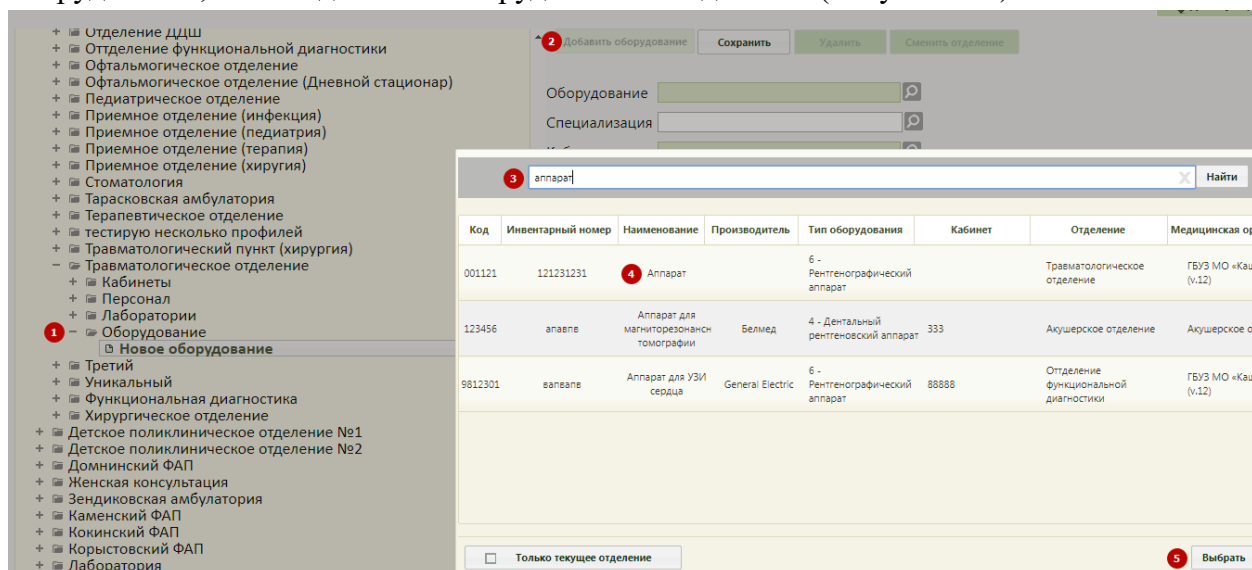 Отделение ДДШ
Оттделение функциональной диагностики
Офтальмогическое отделение
Офтальмогическое отделение (Дневной стационар)
Педиатрическое отделение
Приемное отделение (инфекция)
Приемное отделение (педиатрия)
Приемное отделение (терапия)
Приемное отделение (хиругия)
Стоматология
Тарасковская амбулатория
Терапевтическое отделение
тестирую несколько профилей
Травматологический пункт (хирургия)
Травматологическое отделение
Кабинеты
Персонал
Лаборатории
1 Оборудование
Новое оборудование
Третий
Уникальный
Функциональная диагностика
Хирургическое отделение
Детское поликлиническое отделение №1
Детское поликлиническое отделение №2
Домнинский ФАП
Женская консультация
Зендиковская амбулатория
Каменский ФАП
Кокинский ФАП
Корыстовский ФАП
Лаборатория
2 Добавить оборудование Сохранить Удалить Сменить отделение
Оборудование
Специализация
3 аппарат X Найти
Код Инвентарный номер Наименование Производитель Тип оборудования Кабинет Отделение Медицинская ор
001121 121231231 4 Аппарат 6 - Рентгенографический аппарат Травматологическое отделение ГБУЗ МО «Каш (v.12)
123456 апавпв Аппарат для магниторезонансн томографии Белмед 4 - Дентальный рентгеновский аппарат 333 Акушерское отделение Акушерское о
9812301 вапвапв Аппарат для УЗИ сердца General Electric 6 - Рентгенографический аппарат 88888 Оттделение функциональной диагностики ГБУЗ МО «Каш (v.12)
Только текущее отделение 5 Выбрать